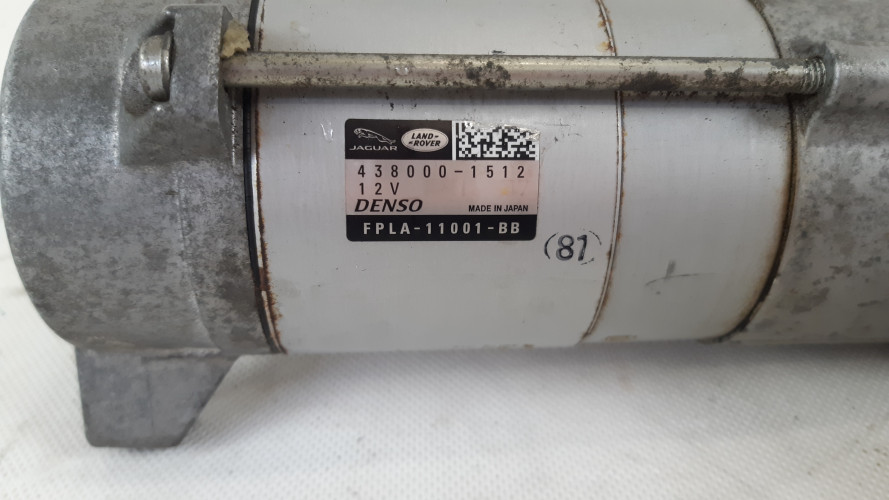 JAGUAR LAND-ROVER
438000-1512
12V
DENSO MADE IN JAPAN
FPLA-11001-BB
(81)